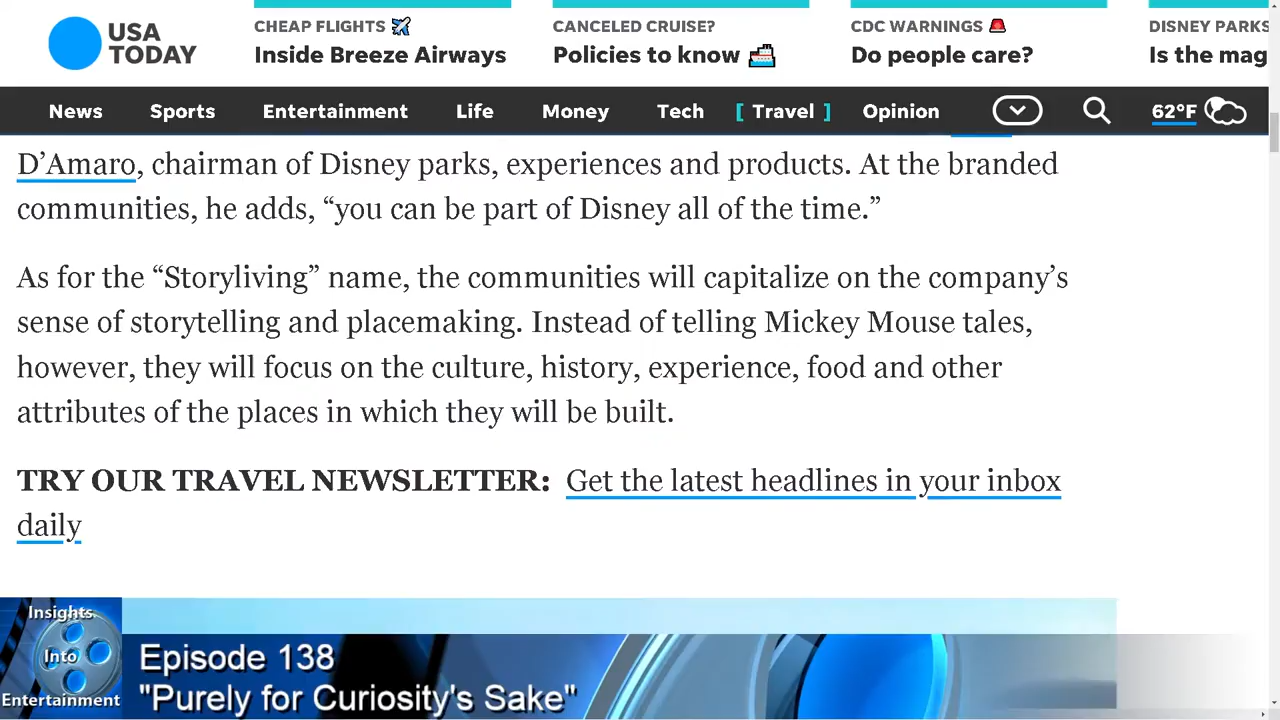 USA
TODAY
CHEAP FLIGHTS
Inside Breeze Airways
CANCELED CRUISE?
Policies to know
CDC WARNINGS
Do people care?
DISNEY PARKS
Is the mag
News Sports Entertainment Life Money Tech [ Travel ] Opinion 62°F
D’Amaro, chairman of Disney parks, experiences and products. At the branded
communities, he adds, “you can be part of Disney all of the time.”
As for the “Storyliving” name, the communities will capitalize on the company’s
sense of storytelling and placemaking. Instead of telling Mickey Mouse tales,
however, they will focus on the culture, history, experience, food and other
attributes of the places in which they will be built.
TRY OUR TRAVEL NEWSLETTER: Get the latest headlines in your inbox
daily
Insights
Into
Entertainment
Episode 138
"Purely for Curiosity's Sake"